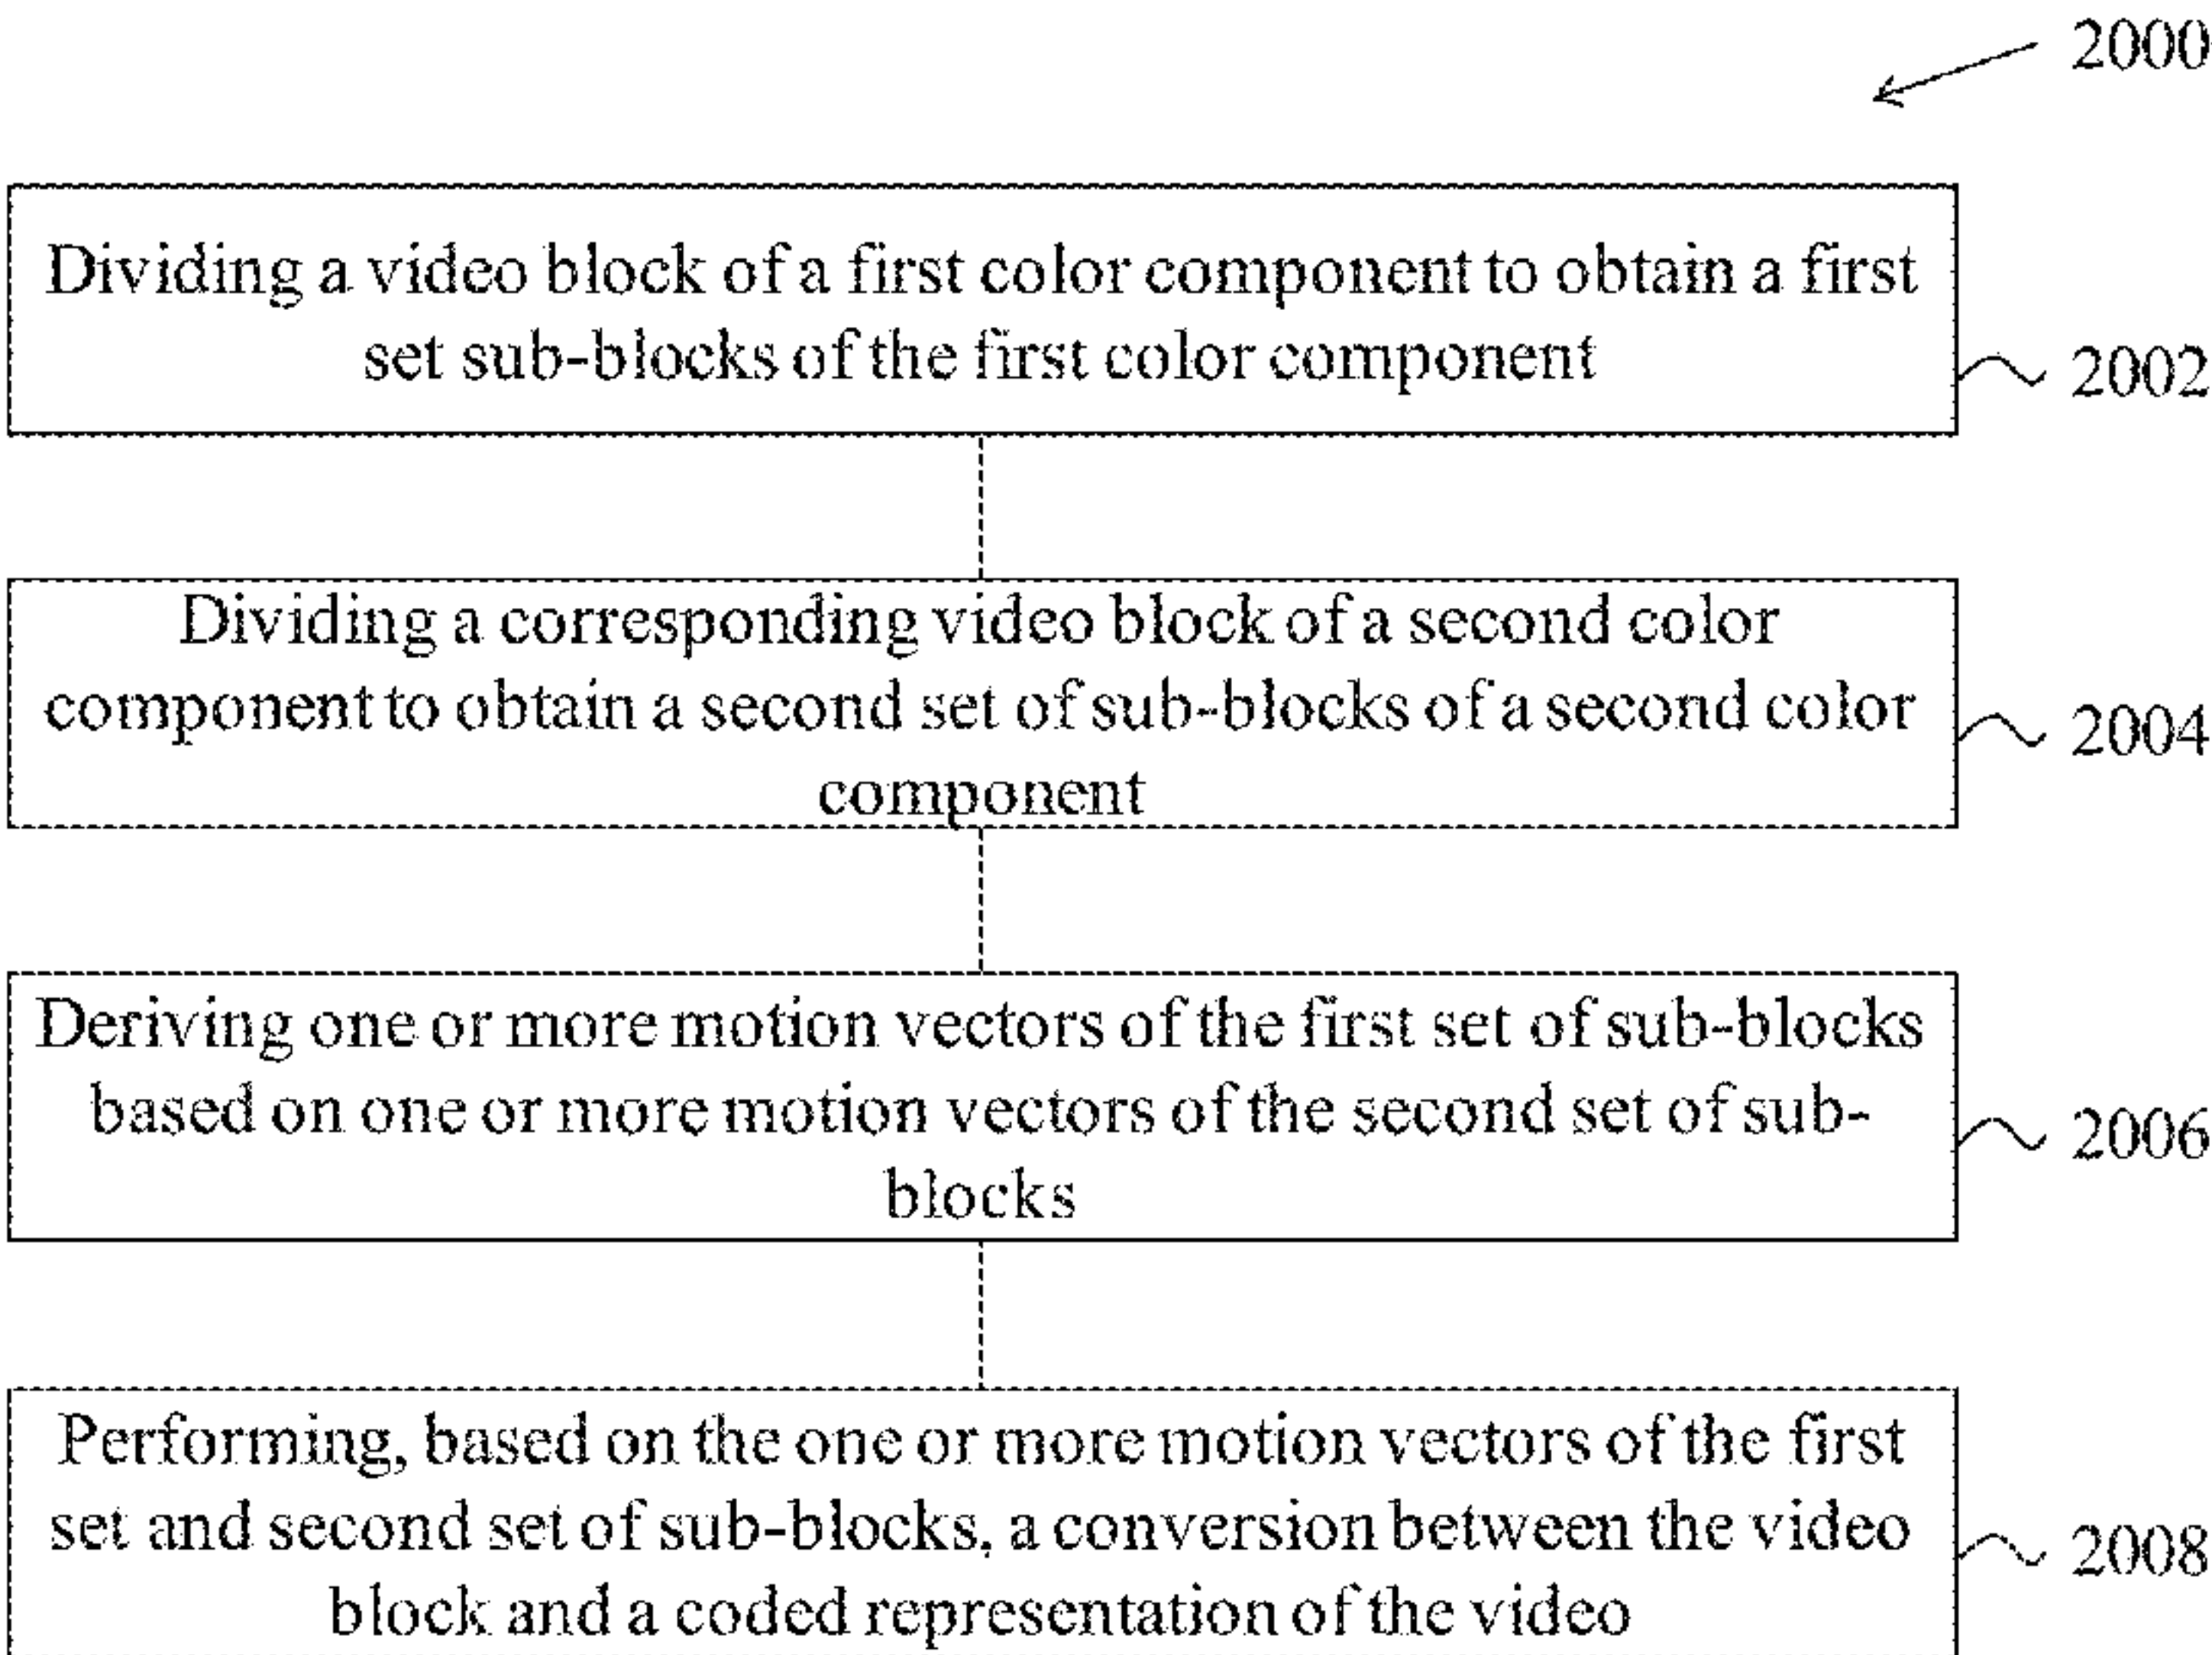 2000
Dividing a video block of a first color component to obtain a first
set sub-blocks of the first color component
2002
Dividing a corresponding video block of a second color
component to obtain a second set of sub-blocks of a second color
component
2004
Deriving one or more motion vectors of the first set of sub-blocks
based on one or more motion vectors of the second set of sub-
blocks
2006
Performing, based on the one or more motion vectors of the first
set and second set of sub-blocks, a conversion between the video
block and a coded representation of the video
2008